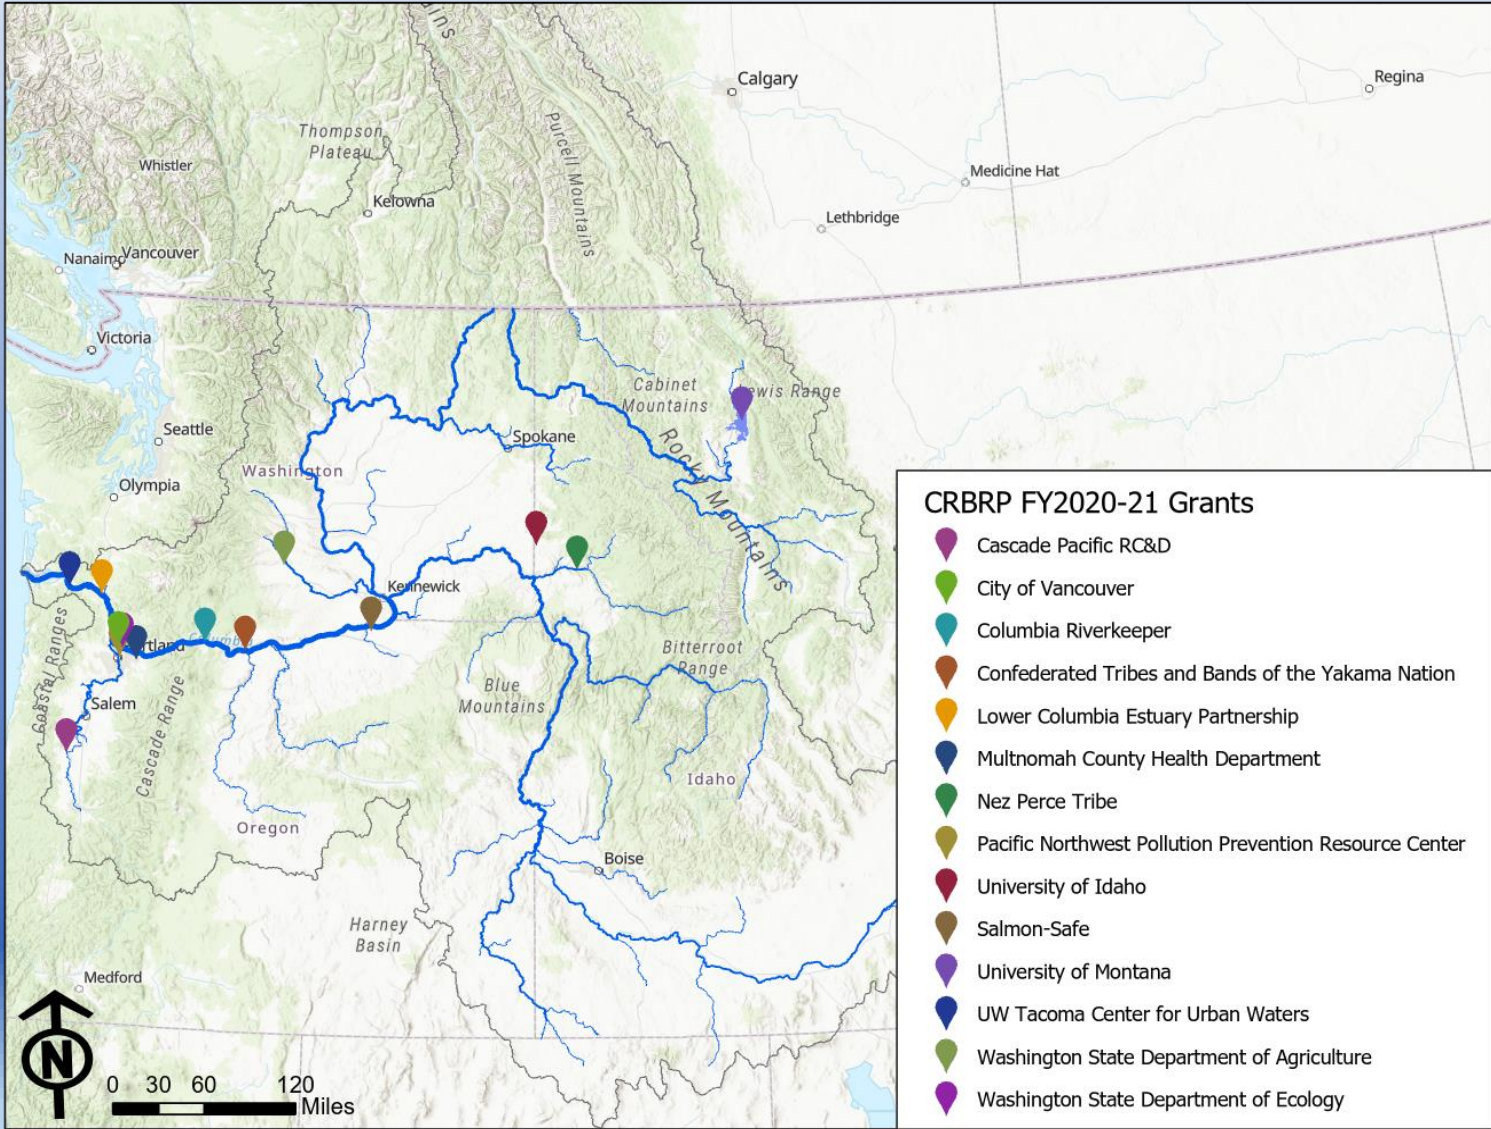 ains
Calgary
Regina
Thompson
Plateau
Purcell Mountains
Whistler
Medicine Hat
Kelowna
Lethbridge
Vancouver
Nanaimo
Victoria
Cabinet
Mountains
ewis Range
Seattle
Spokane
Rocky Mountains
Washington
Olympia
Kennewick
Columbia
rtland
Coastal Ranges
Bitterroot
Range
Blue
Mountains
Salem
Cascade Range
Idaho
Oregon
Boise
Harney
Basin
Medford
N
0 30 60 120
Miles
CRBRP FY2020-21 Grants
Cascade Pacific RC&D
City of Vancouver
Columbia Riverkeeper
Confederated Tribes and Bands of the Yakama Nation
Lower Columbia Estuary Partnership
Multnomah County Health Department
Nez Perce Tribe
Pacific Northwest Pollution Prevention Resource Center
University of Idaho
Salmon-Safe
University of Montana
UW Tacoma Center for Urban Waters
Washington State Department of Agriculture
Washington State Department of Ecology